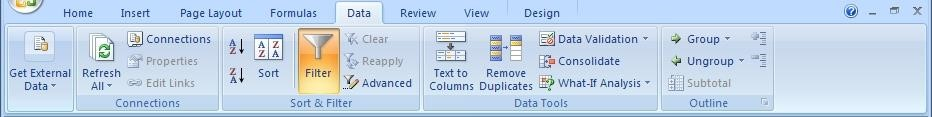 Home Insert Page Layout Formulas Data Review View Design
Get External Data
Refresh All
Connections
Properties
Edit Links
Connections
A Z
Z A
A Z Z A
Sort
Filter
Clear
Reapply
Advanced
Sort & Filter
Text to Columns
Remove Duplicates
Data Validation
Consolidate
What-If Analysis
Data Tools
Group
Ungroup
Subtotal
Outline